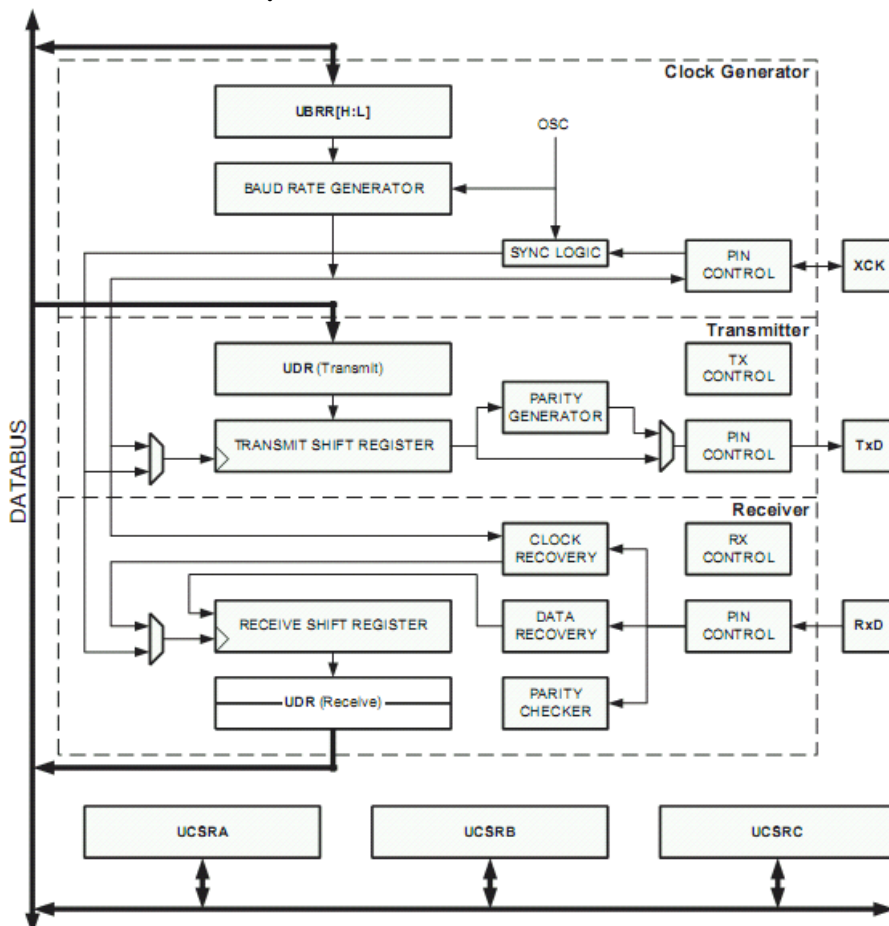 Clock Generator
UBRR[H:L]
OSC
BAUD RATE GENERATOR
SYNC LOGIC
PIN
CONTROL
XCK
Transmitter
UDR (Transmit)
TX
CONTROL
PARITY
GENERATOR
TRANSMIT SHIFT REGISTER
PIN
CONTROL
TxD
DATABUS
Receiver
CLOCK
RECOVERY
RX
CONTROL
RECEIVE SHIFT REGISTER
DATA
RECOVERY
PIN
CONTROL
RxD
UDR (Receive)
PARITY
CHECKER
UCSRA
UCSRB
UCSRC